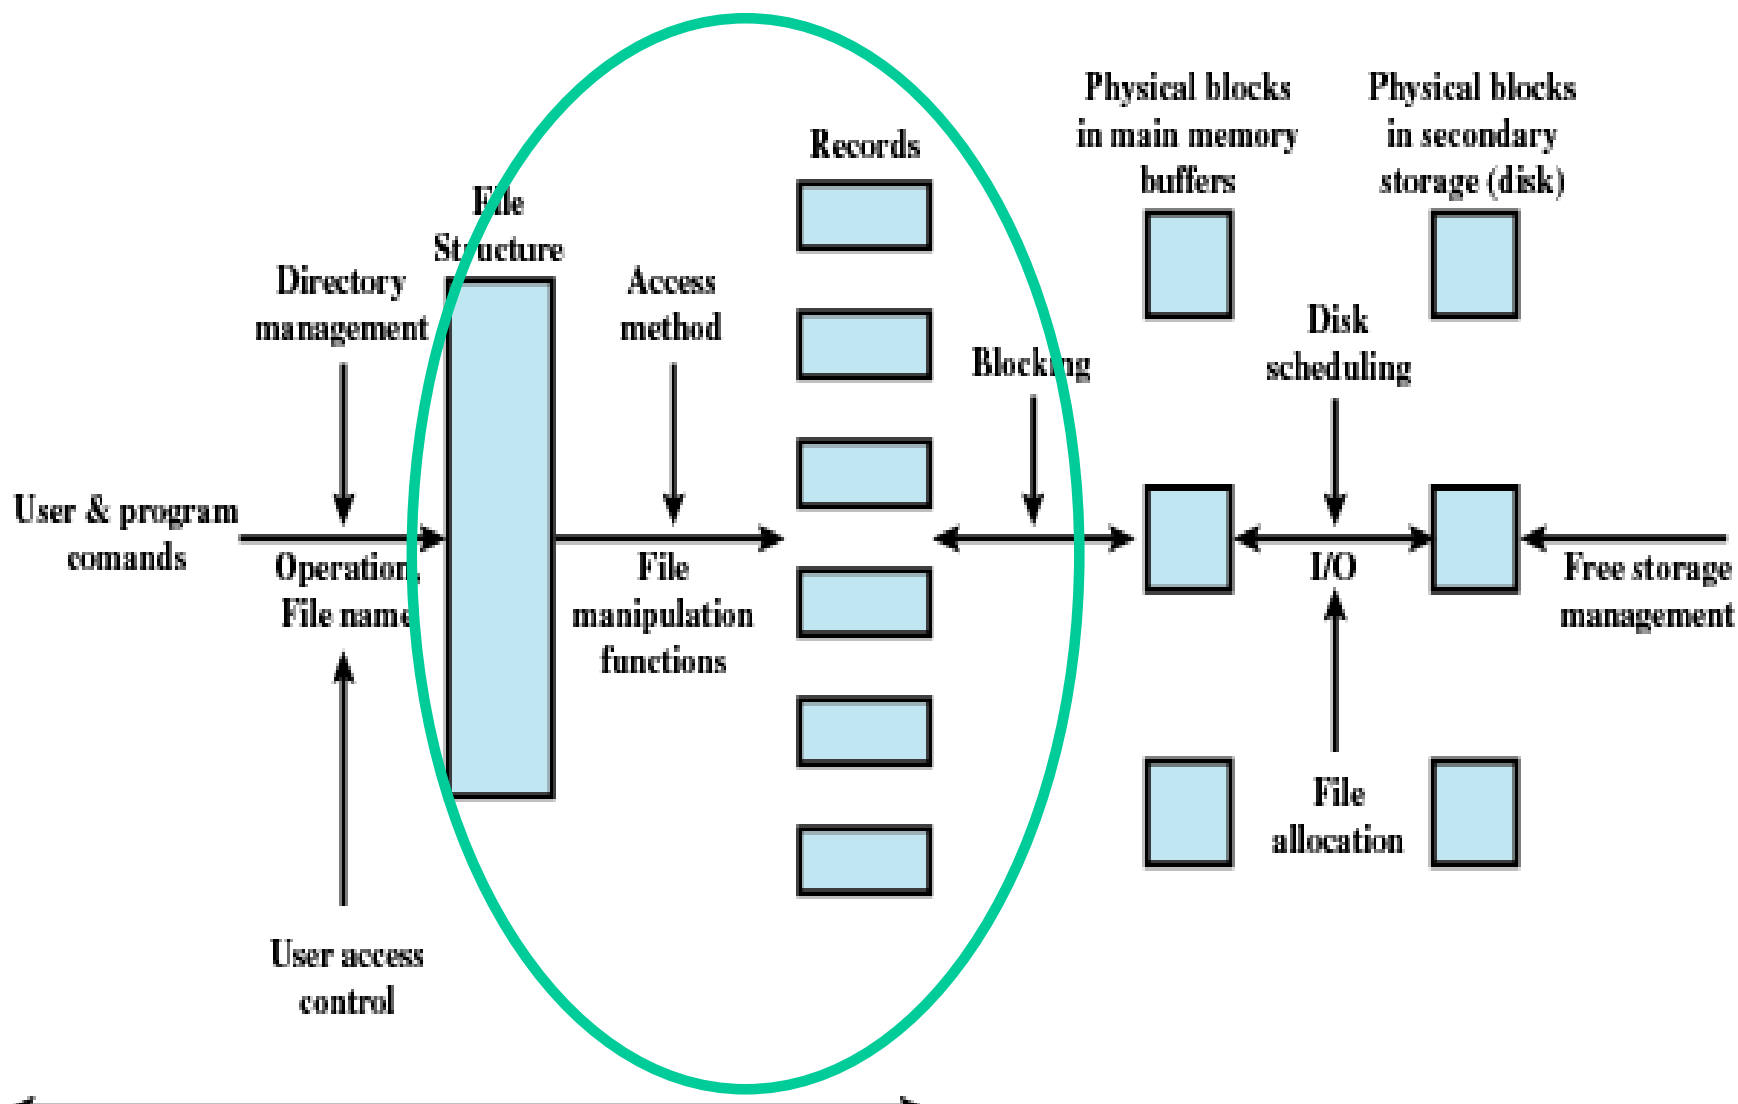 Physical blocks
in main memory
buffers
Physical blocks
in secondary
storage (disk)
Records
File
Structure
Directory
management
Access
method
Blocking
Disk
scheduling
User & program
comands
Operation,
File name
File
manipulation
functions
I/O
Free storage
management
File
allocation
User access
control